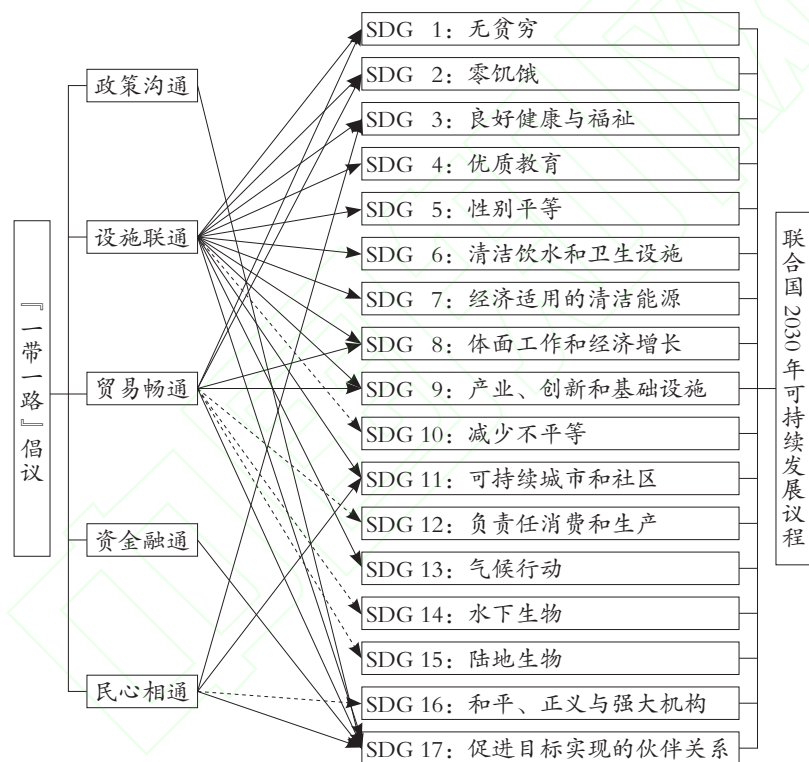 『一带一路』倡议
政策沟通
设施联通
贸易畅通
资金融通
民心相通
SDG 1：无贫穷
SDG 2：零饥饿
SDG 3：良好健康与福祉
SDG 4：优质教育
SDG 5：性别平等
SDG 6：清洁饮水和卫生设施
SDG 7：经济适用的清洁能源
SDG 8：体面工作和经济增长
SDG 9：产业、创新和基础设施
SDG 10：减少不平等
SDG 11：可持续城市和社区
SDG 12：负责任消费和生产
SDG 13：气候行动
SDG 14：水下生物
SDG 15：陆地生物
SDG 16：和平、正义与强大机构
SDG 17：促进目标实现的伙伴关系
联合国2030年可持续发展议程